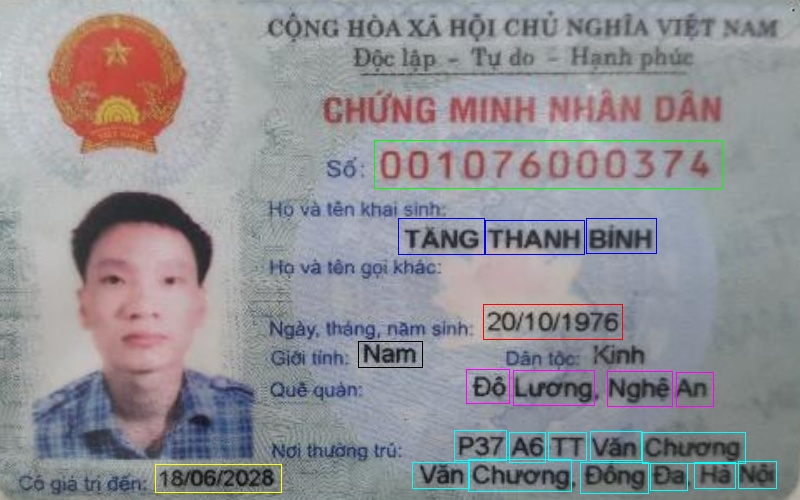 CỘNG HÒA XÃ HỘI CHỦ NGHĨA VIỆT NAM
Độc lập - Tự do - Hạnh phúc
CHỨNG MINH NHÂN DÂN
Số: 001076000374
Họ và tên khai sinh:
TĂNG THANH BÌNH
Họ và tên gọi khác:
Ngày, tháng, năm sinh: 20/10/1976
Giới tính: Nam Dân tộc: Kinh
Quê quán: Đô Lương, Nghệ An
Nơi thường trú: P37 A6 TT Văn Chương
Văn Chương, Đống Đa, Hà Nội
Có giá trị đến: 18/06/2028